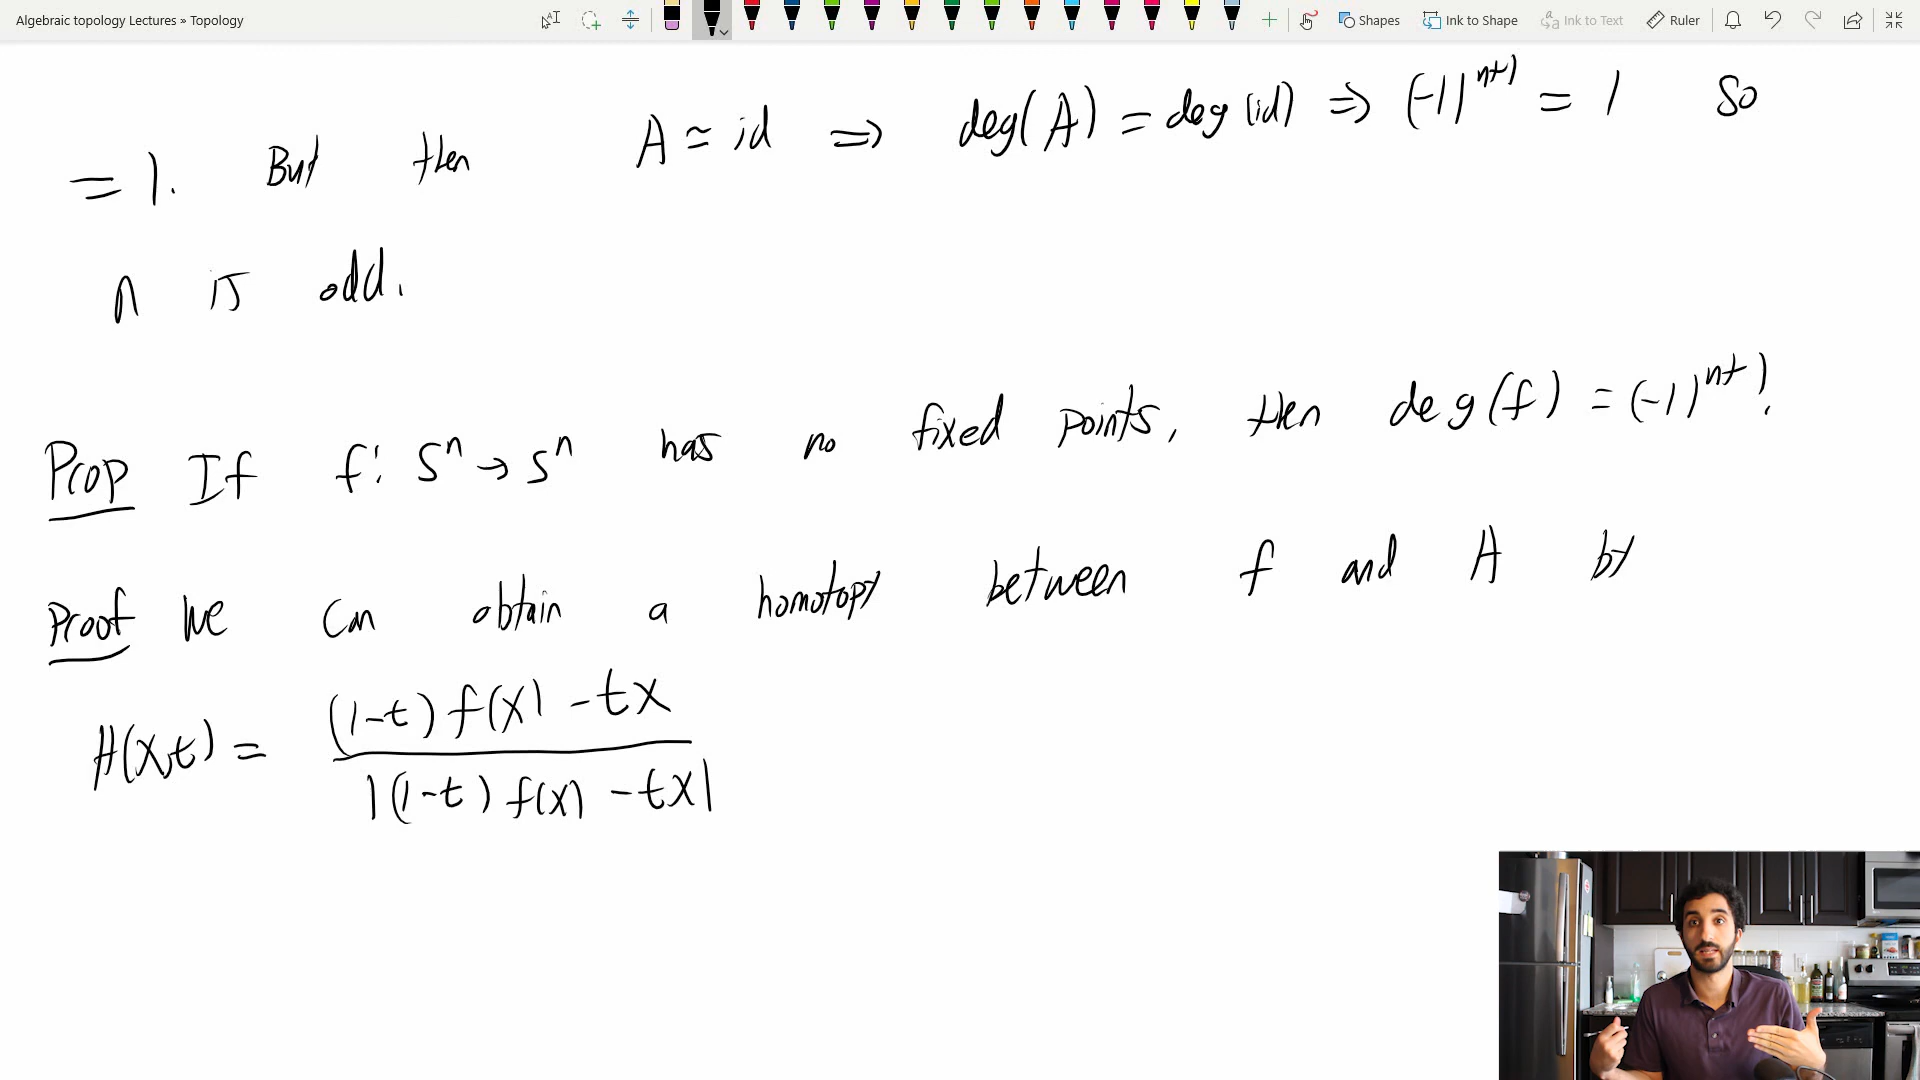 Algebraic topology Lectures » Topology
Shapes Ink to Shape Ink to Text Ruler
= 1. But then A ≃ id ⇒ deg(A) = deg(id) ⇒ (-1)^{n+1} = 1 so
n is odd.
Prop If f: S^n → S^n has no fixed points, then deg(f) = (-1)^{n+1}.
Proof We can obtain a homotopy between f and A by
H(x,t) = \frac{(1-t)f(x) - tx}{|(1-t)f(x) - tx|}